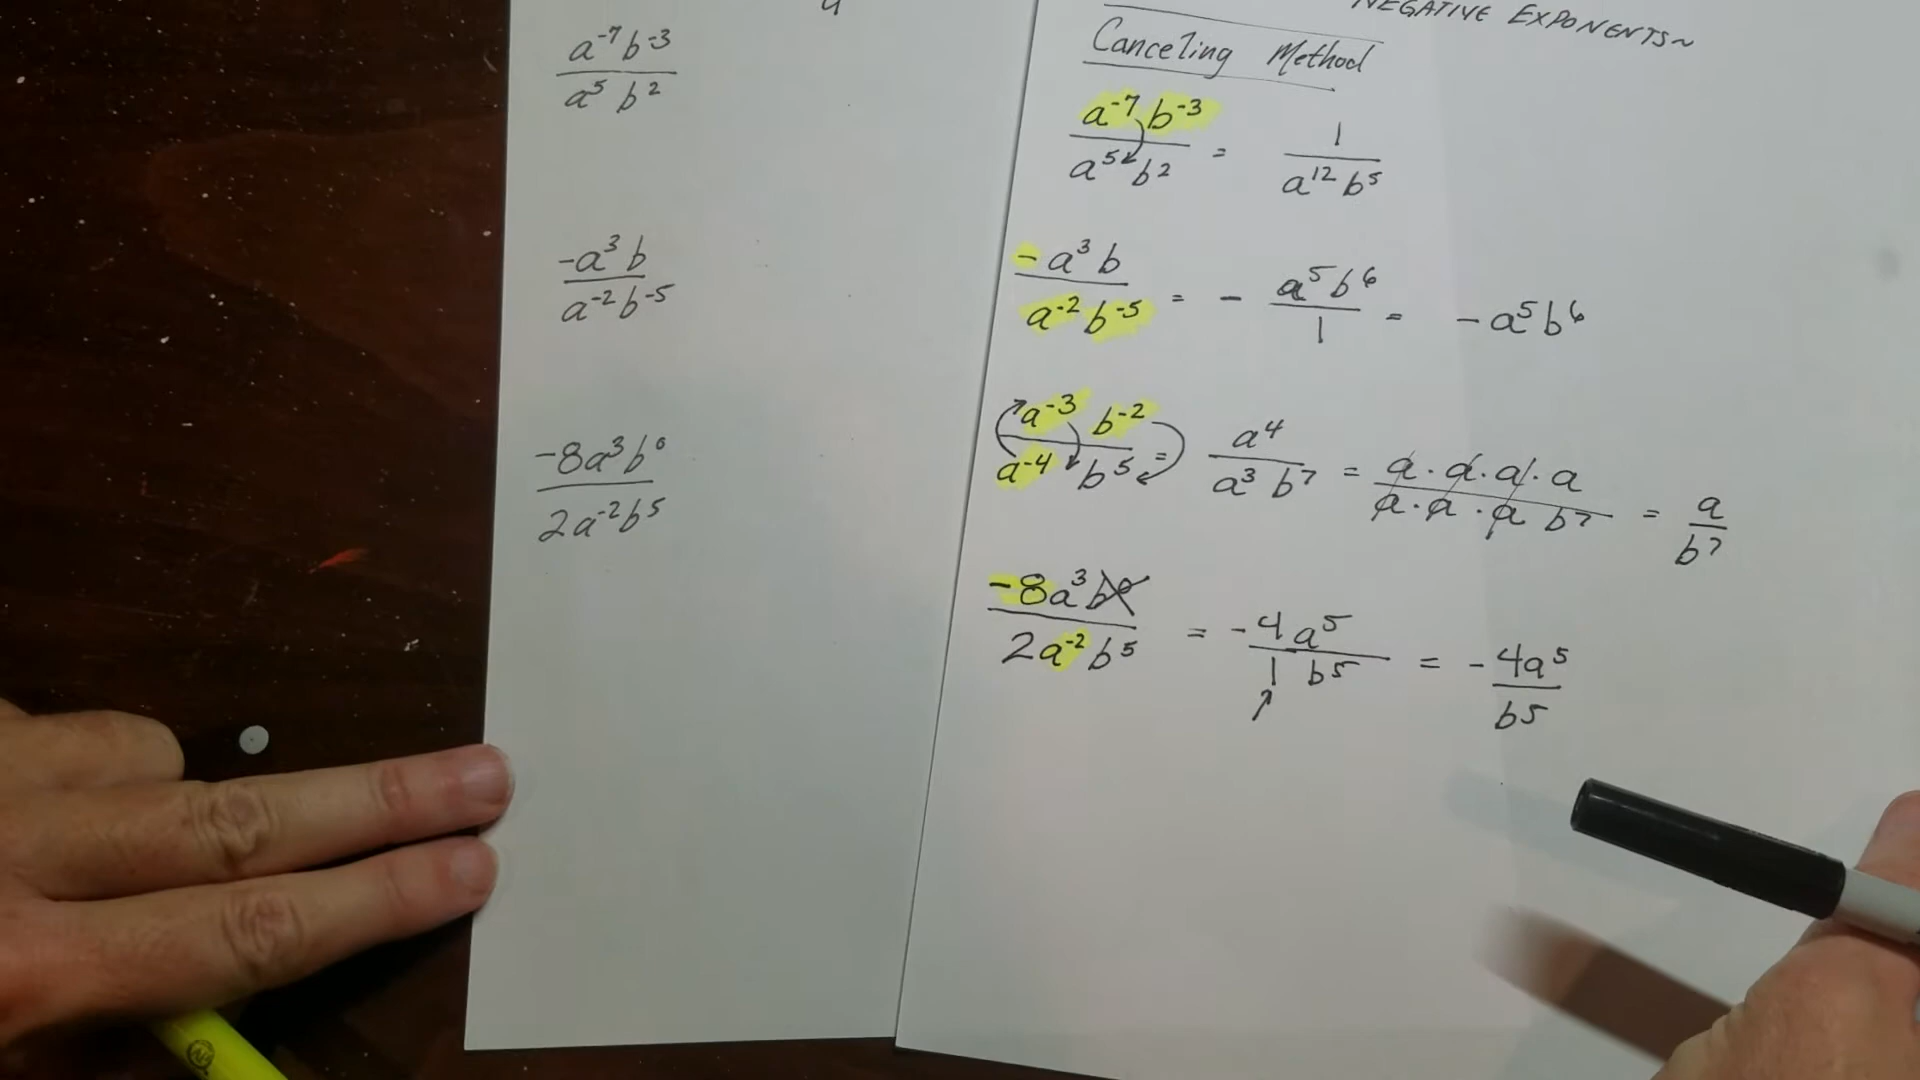 a^-7 b^-3
a^5 b^2
-a^3 b
a^-2 b^-5
-8a^3 b^0
2a^-2 b^5
NEGATIVE EXPONENTS~
Canceling Method
a^-7 b^-3 / a^5 b^2 = 1 / a^12 b^5
-a^3 b / a^-2 b^-5 = - a^5 b^6 / 1 = -a^5 b^6
a^-3 b^-2 / a^-4 b^5 = a^4 / a^3 b^7 = a·a·a·a / a·a·a b^7 = a / b^7
-8a^3 b^0 / 2a^-2 b^5 = -4a^5 / 1 b^5 = -4a^5 / b^5